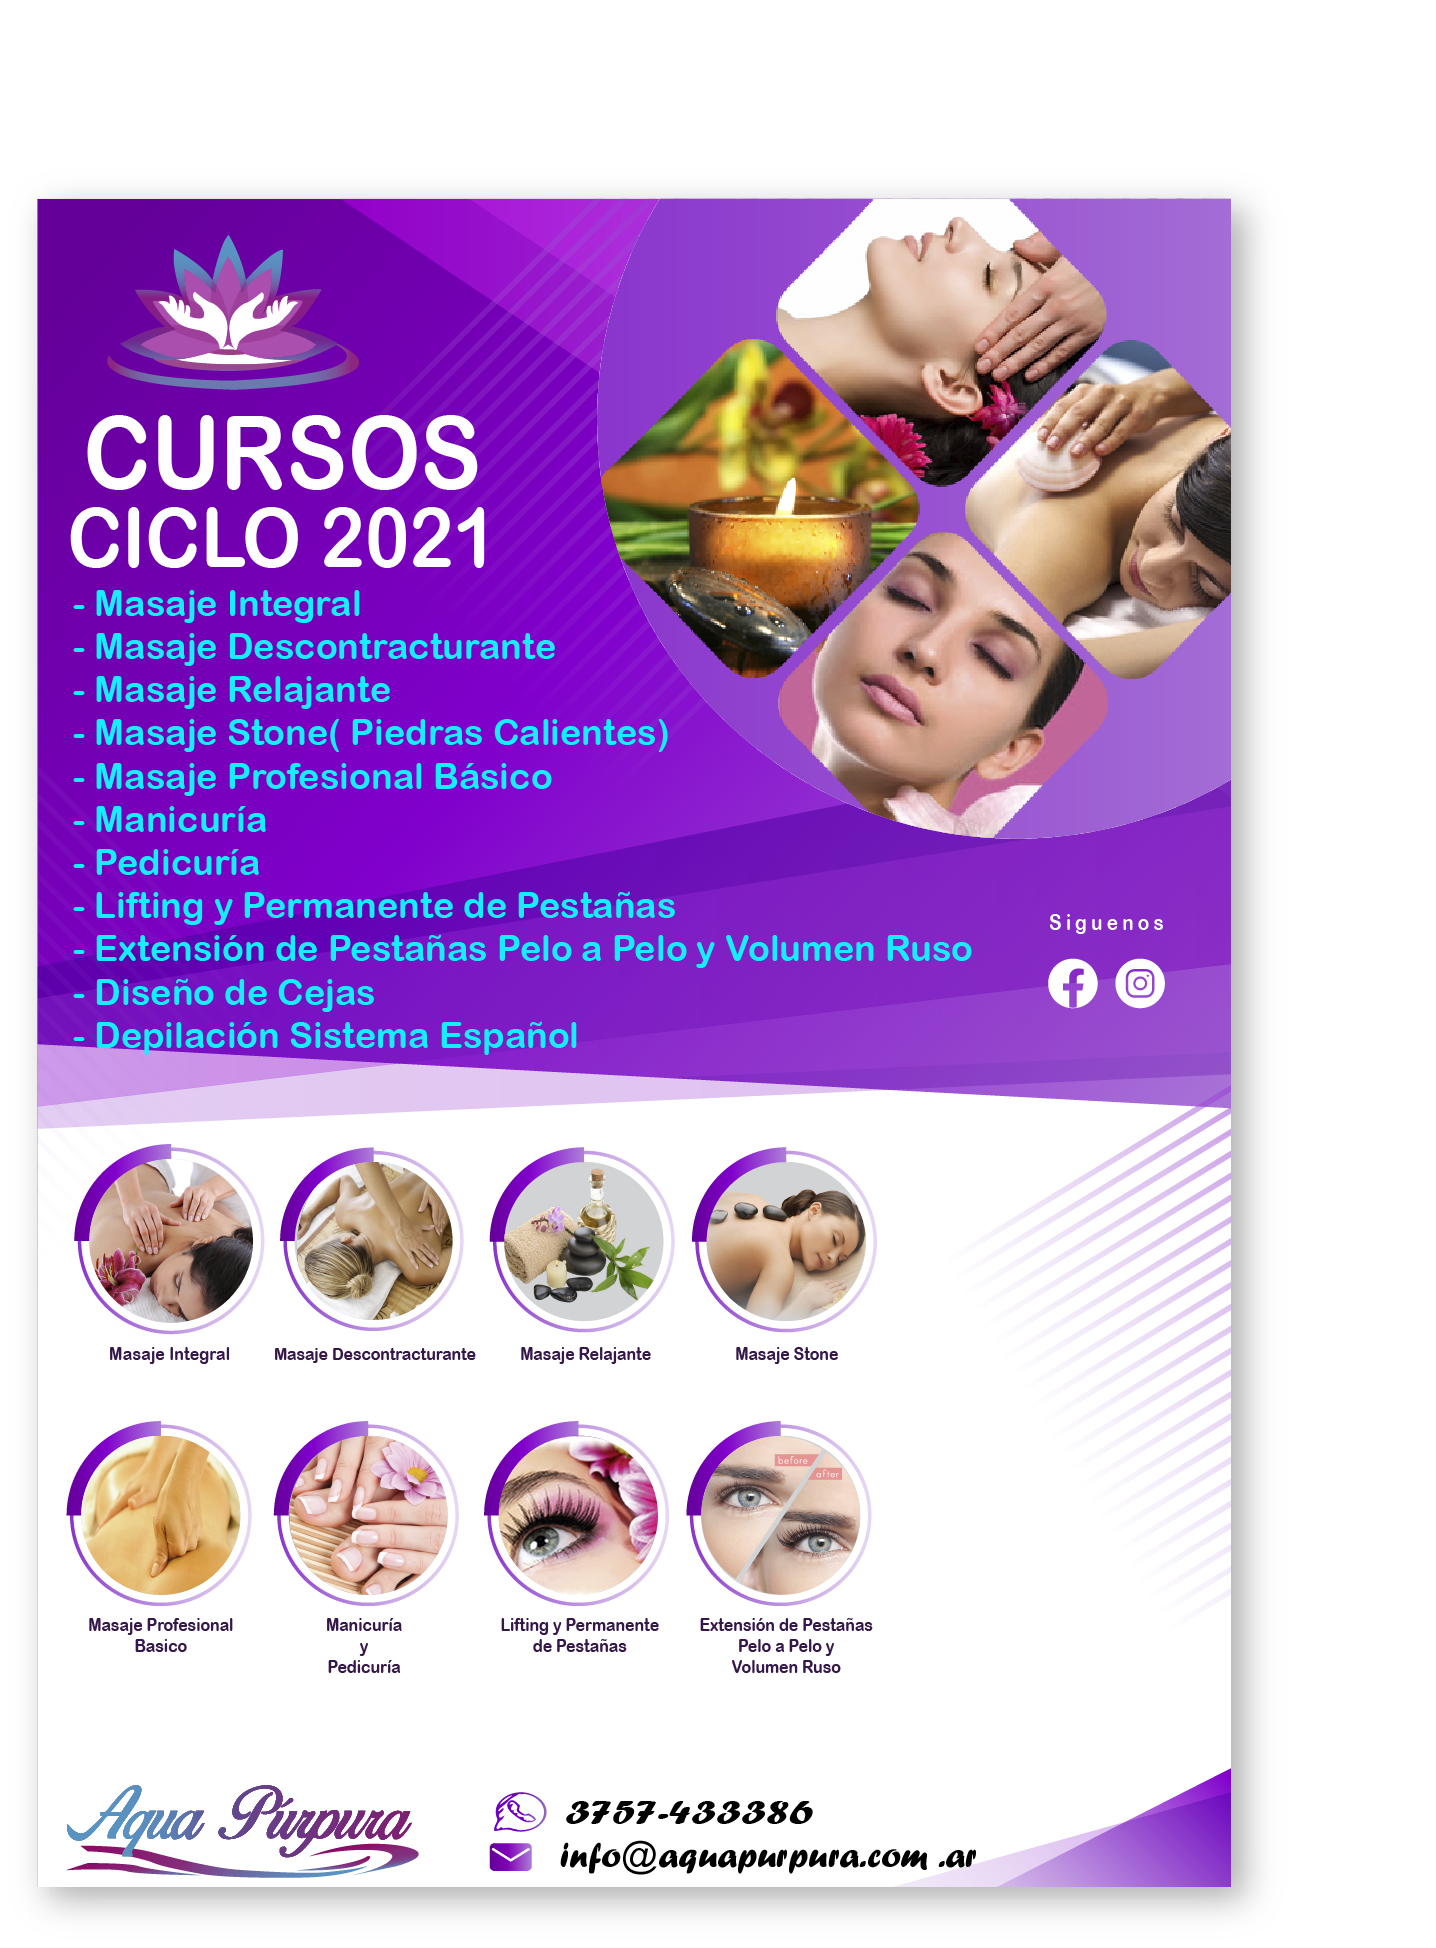 CURSOS
CICLO 2021
- Masaje Integral
- Masaje Descontracturante
- Masaje Relajante
- Masaje Stone( Piedras Calientes)
- Masaje Profesional Básico
- Manicuría
- Pedicuría
- Lifting y Permanente de Pestañas
- Extensión de Pestañas Pelo a Pelo y Volumen Ruso
- Diseño de Cejas
- Depilación Sistema Español
Siguenos
Masaje Integral
Masaje Descontracturante
Masaje Relajante
Masaje Stone
before
after
Masaje Profesional
Basico
Manicuría
y
Pedicuría
Lifting y Permanente
de Pestañas
Extensión de Pestañas
Pelo a Pelo y
Volumen Ruso
Aqua Púrpura
3757-433386
info@aquapurpura.com .ar